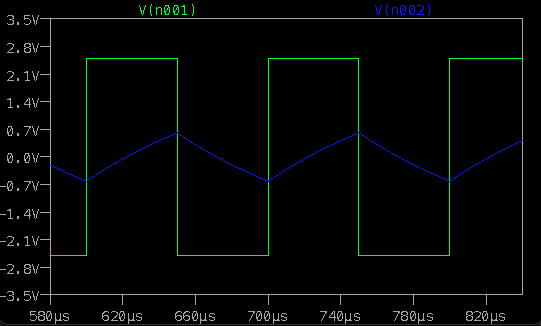 V(n001) V(n002)
3.5V
2.8V
2.1V
1.4V
0.7V
0.0V
-0.7V
-1.4V
-2.1V
-2.8V
-3.5V
580µs 620µs 660µs 700µs 740µs 780µs 820µs